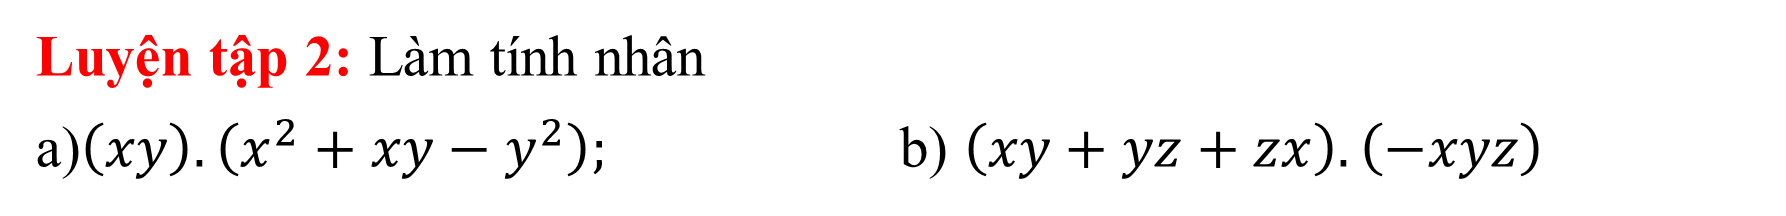 Luyện tập 2: Làm tính nhân
a)(xy).(x² + xy − y²); b) (xy + yz + zx).(−xyz)